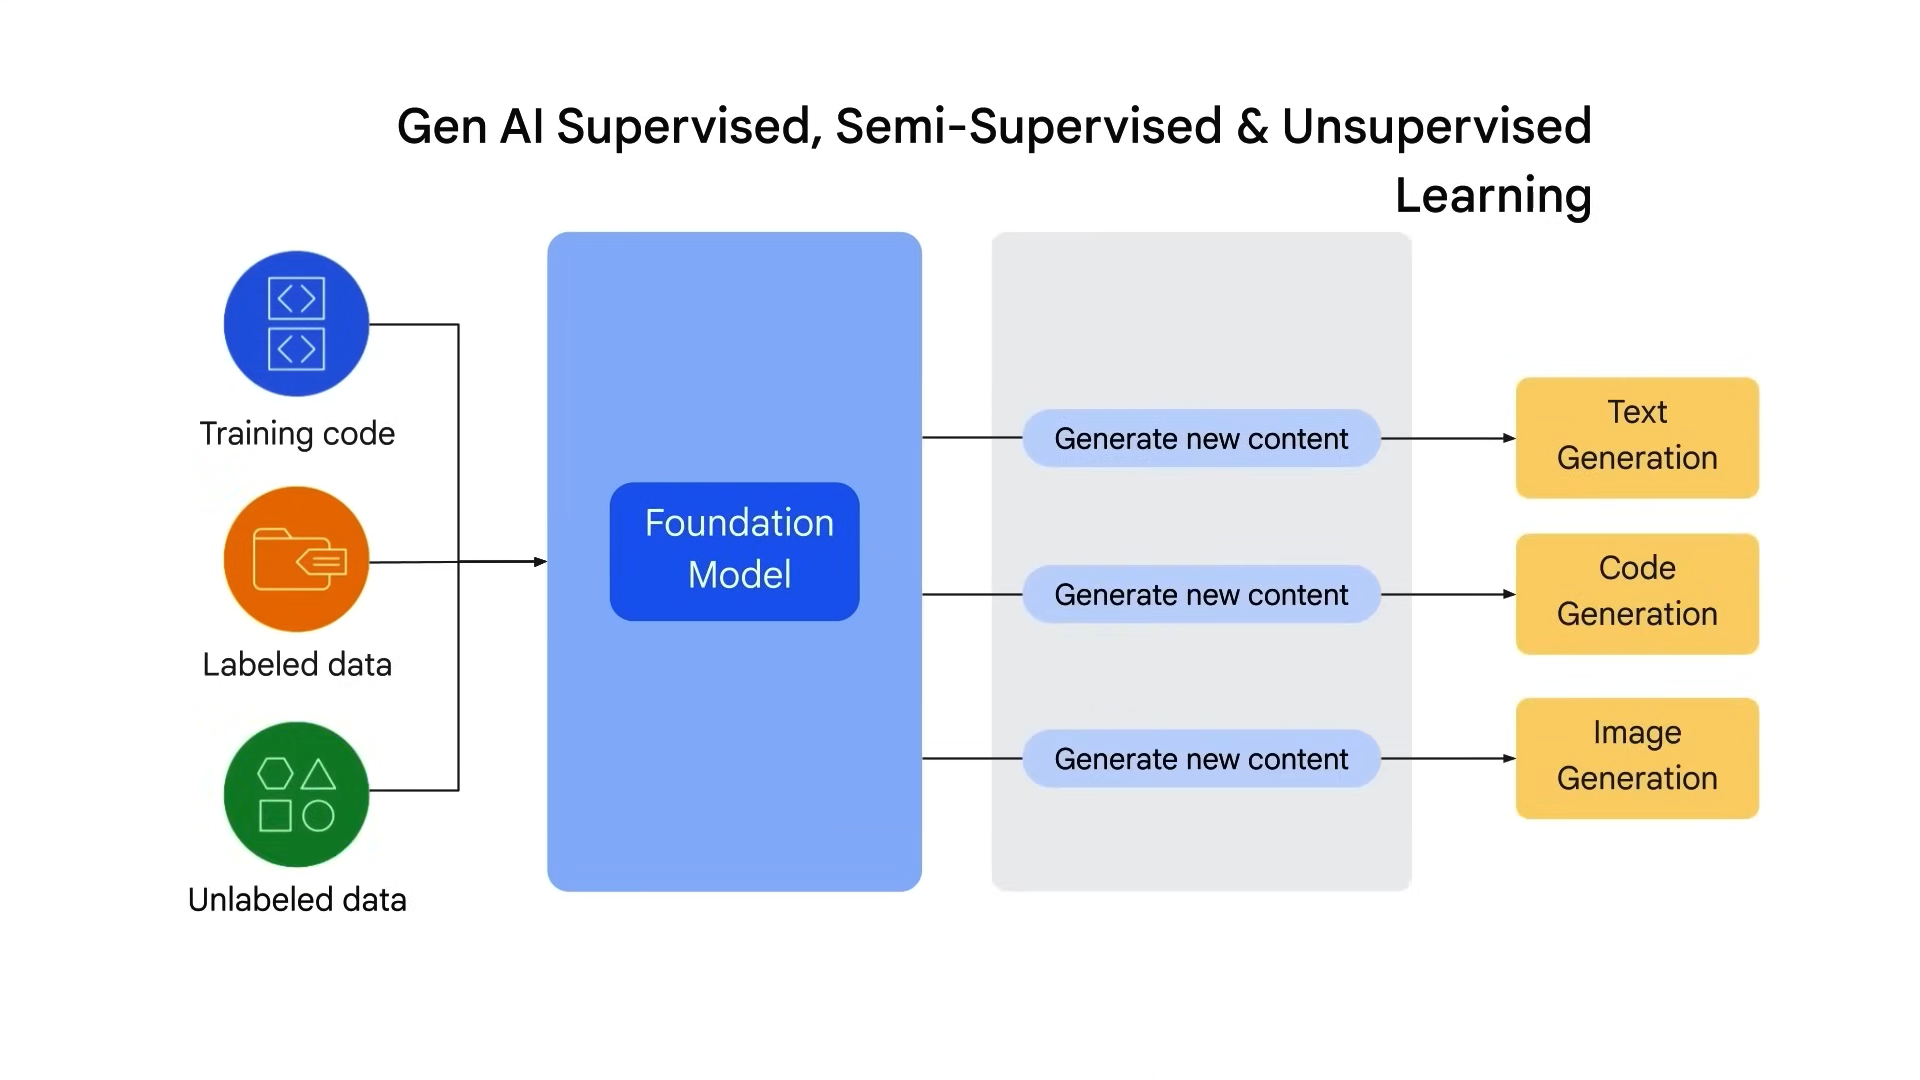 Gen AI Supervised, Semi-Supervised & Unsupervised
Learning
Training code
Labeled data
Unlabeled data
Foundation
Model
Generate new content
Generate new content
Generate new content
Text
Generation
Code
Generation
Image
Generation